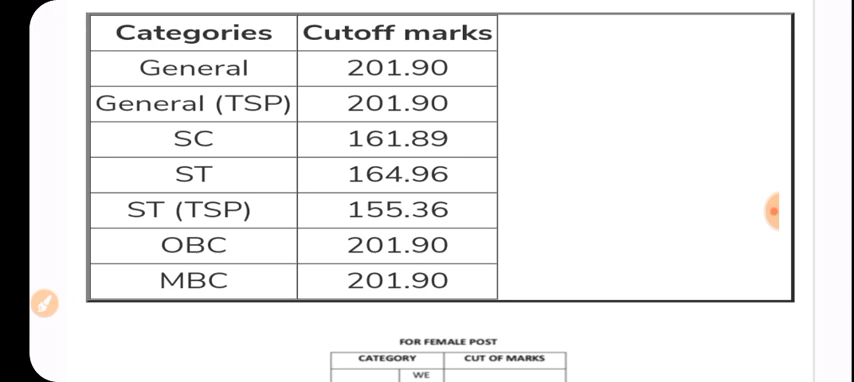 Categories Cutoff marks
General 201.90
General (TSP) 201.90
SC 161.89
ST 164.96
ST (TSP) 155.36
OBC 201.90
MBC 201.90
FOR FEMALE POST
CATEGORY CUT OF MARKS
WE